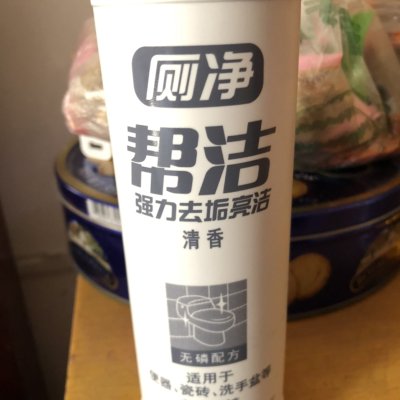 厕净
帮洁
强力去垢亮洁
清香
无磷配方
适用于
便器、瓷砖、洗手盆等